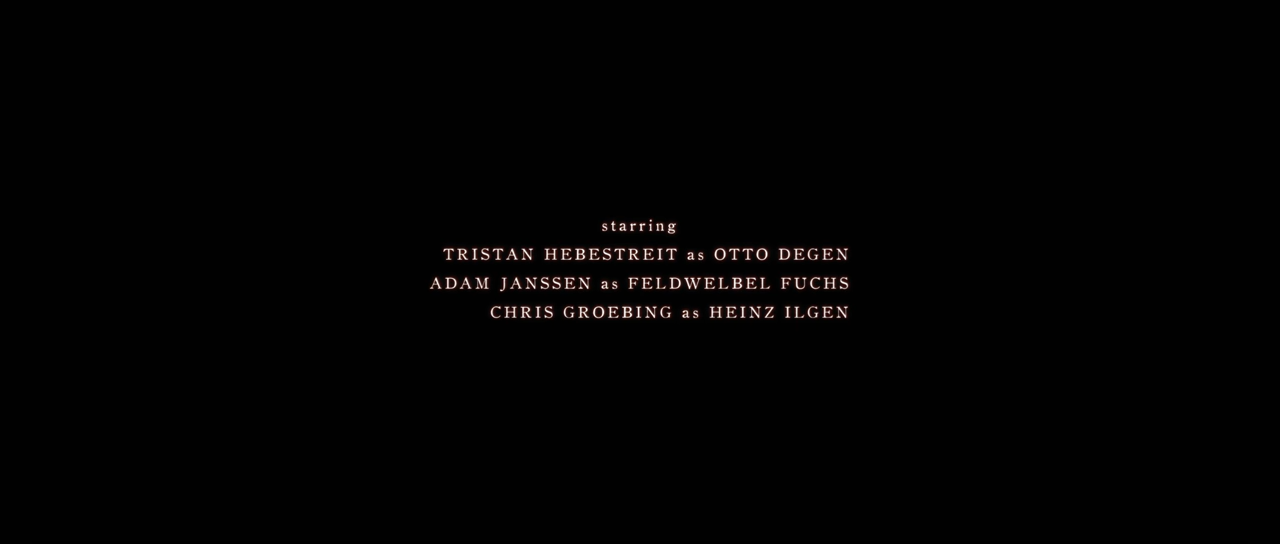 starring
TRISTAN HEBESTREIT as OTTO DEGEN
ADAM JANSSEN as FELDWELBEL FUCHS
CHRIS GROEBING as HEINZ ILGEN